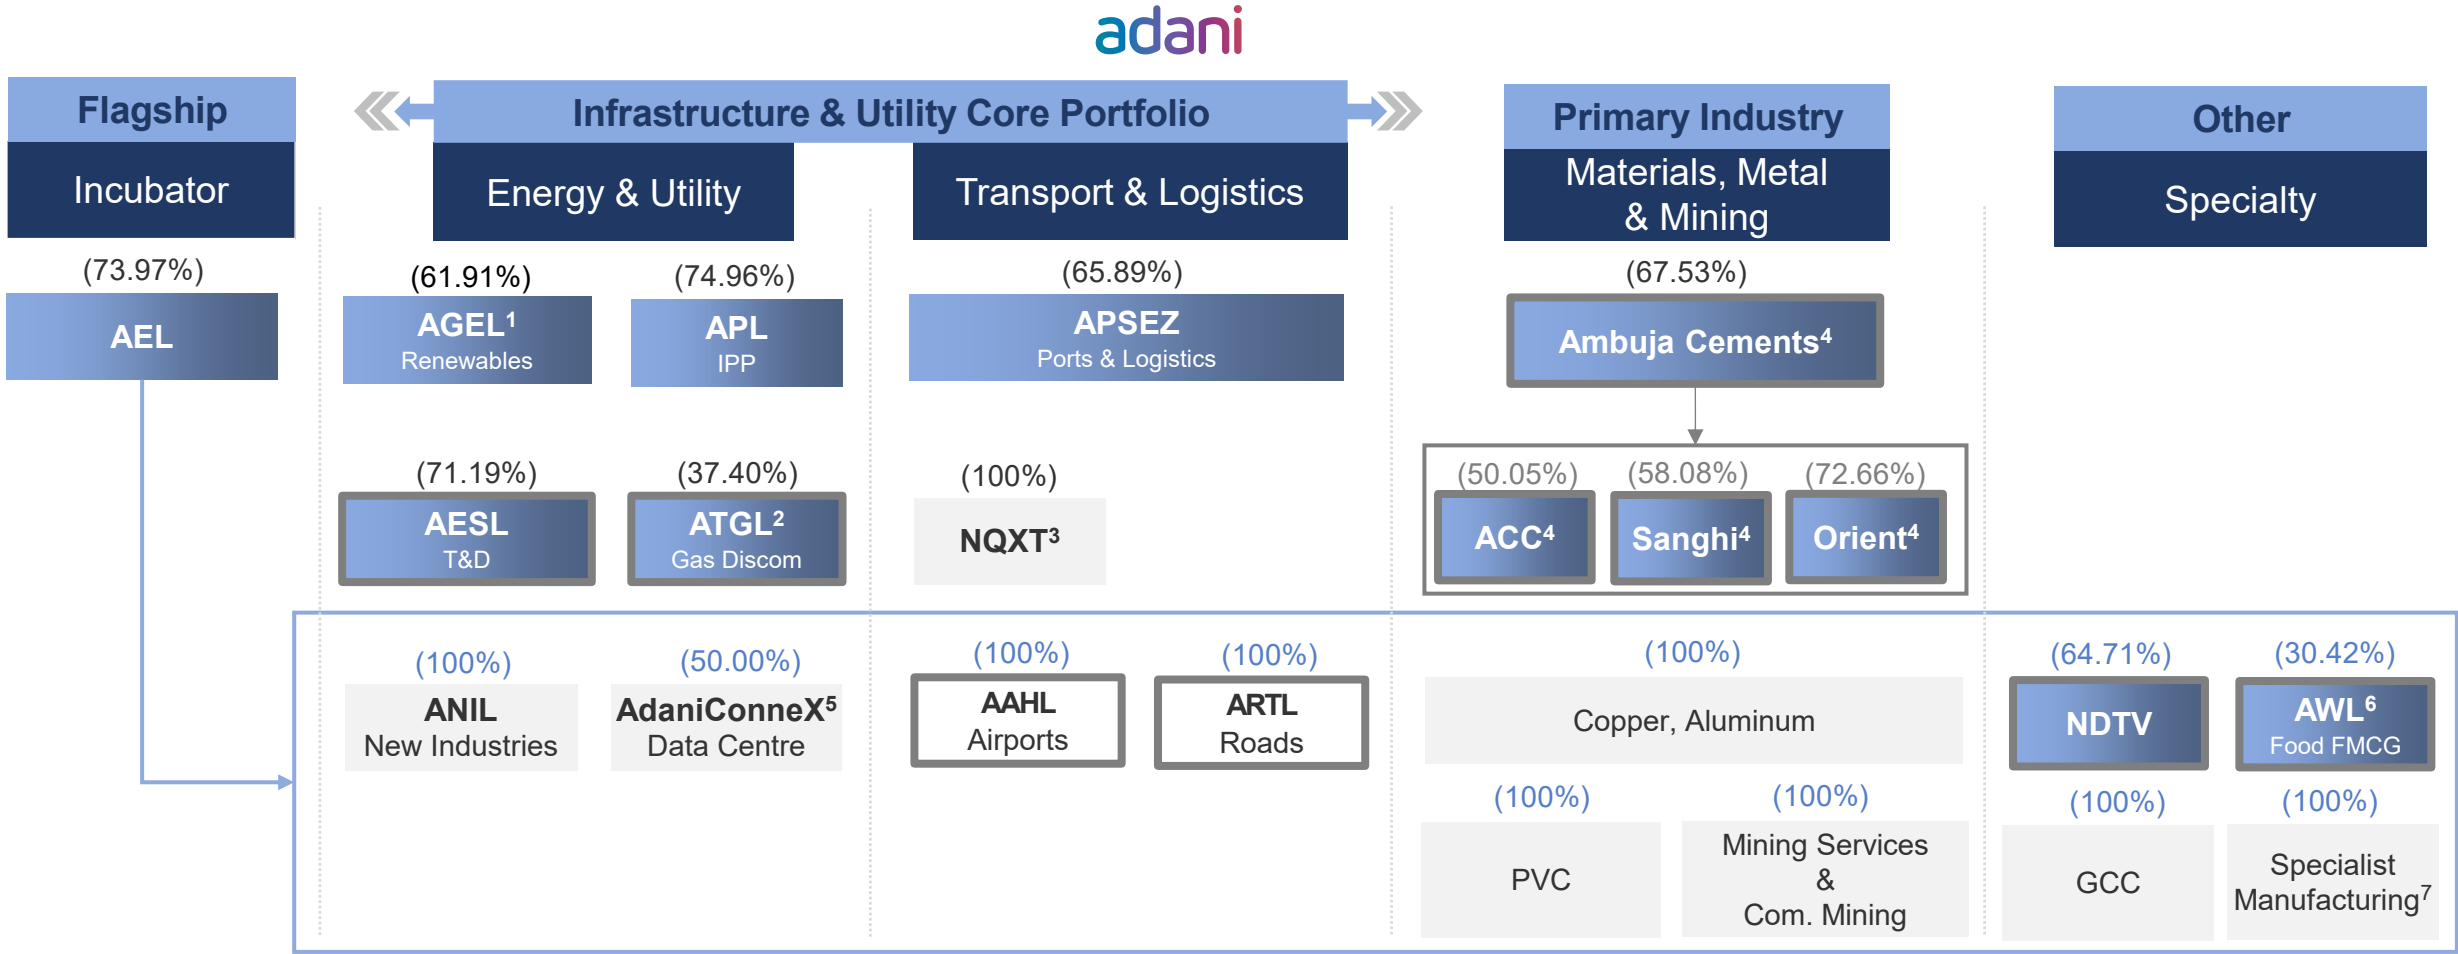 adani
Flagship
Incubator
(73.97%)
AEL
Infrastructure & Utility Core Portfolio
Energy & Utility
(61.91%)
AGEL¹
Renewables
(74.96%)
APL
IPP
(71.19%)
AESL
T&D
(37.40%)
ATGL²
Gas Discom
Transport & Logistics
(65.89%)
APSEZ
Ports & Logistics
(100%)
NQXT³
Primary Industry
Materials, Metal
& Mining
(67.53%)
Ambuja Cements⁴
(50.05%)
ACC⁴
(58.08%)
Sanghi⁴
(72.66%)
Orient⁴
Other
Specialty
(100%)
ANIL
New Industries
(50.00%)
AdaniConneX⁵
Data Centre
(100%)
AAHL
Airports
(100%)
ARTL
Roads
(100%)
Copper, Aluminum
(100%)
PVC
(100%)
Mining Services
&
Com. Mining
(64.71%)
NDTV
(30.42%)
AWL⁶
Food FMCG
(100%)
GCC
(100%)
Specialist
Manufacturing⁷